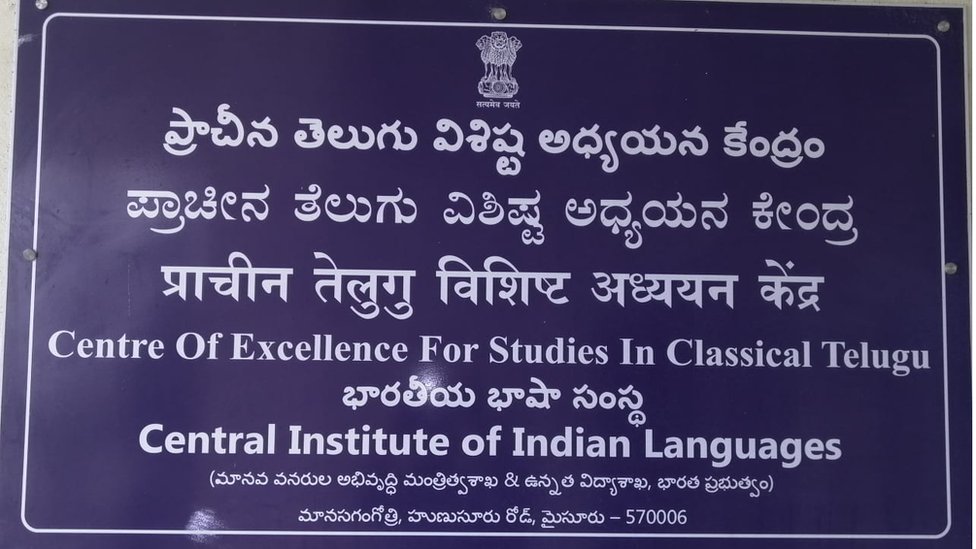 सत्यमेव जयते
ప్రాచీన తెలుగు విశిష్ట అధ్యయన కేంద్రం
ಪ್ರಾಚೀನ ತೆಲುಗು ವಿಶಿಷ್ಟ ಅಧ್ಯಯನ ಕೇಂದ್ರ
प्राचीन तेलुगु विशिष्ट अध्ययन केंद्र
Centre Of Excellence For Studies In Classical Telugu
భారతీయ భాషా సంస్థ
Central Institute of Indian Languages
(మానవ వనరుల అభివృద్ధి మంత్రిత్వశాఖ & ఉన్నత విద్యాశాఖ, భారత ప్రభుత్వం)
మానసగంగోత్రి, హుణుసూరు రోడ్, మైసూరు – 570006